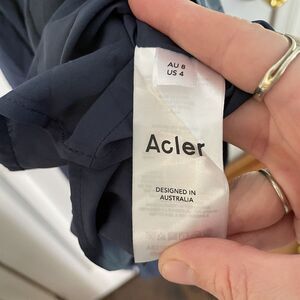 AU 8
US 4
Acler
DESIGNED IN
AUSTRALIA